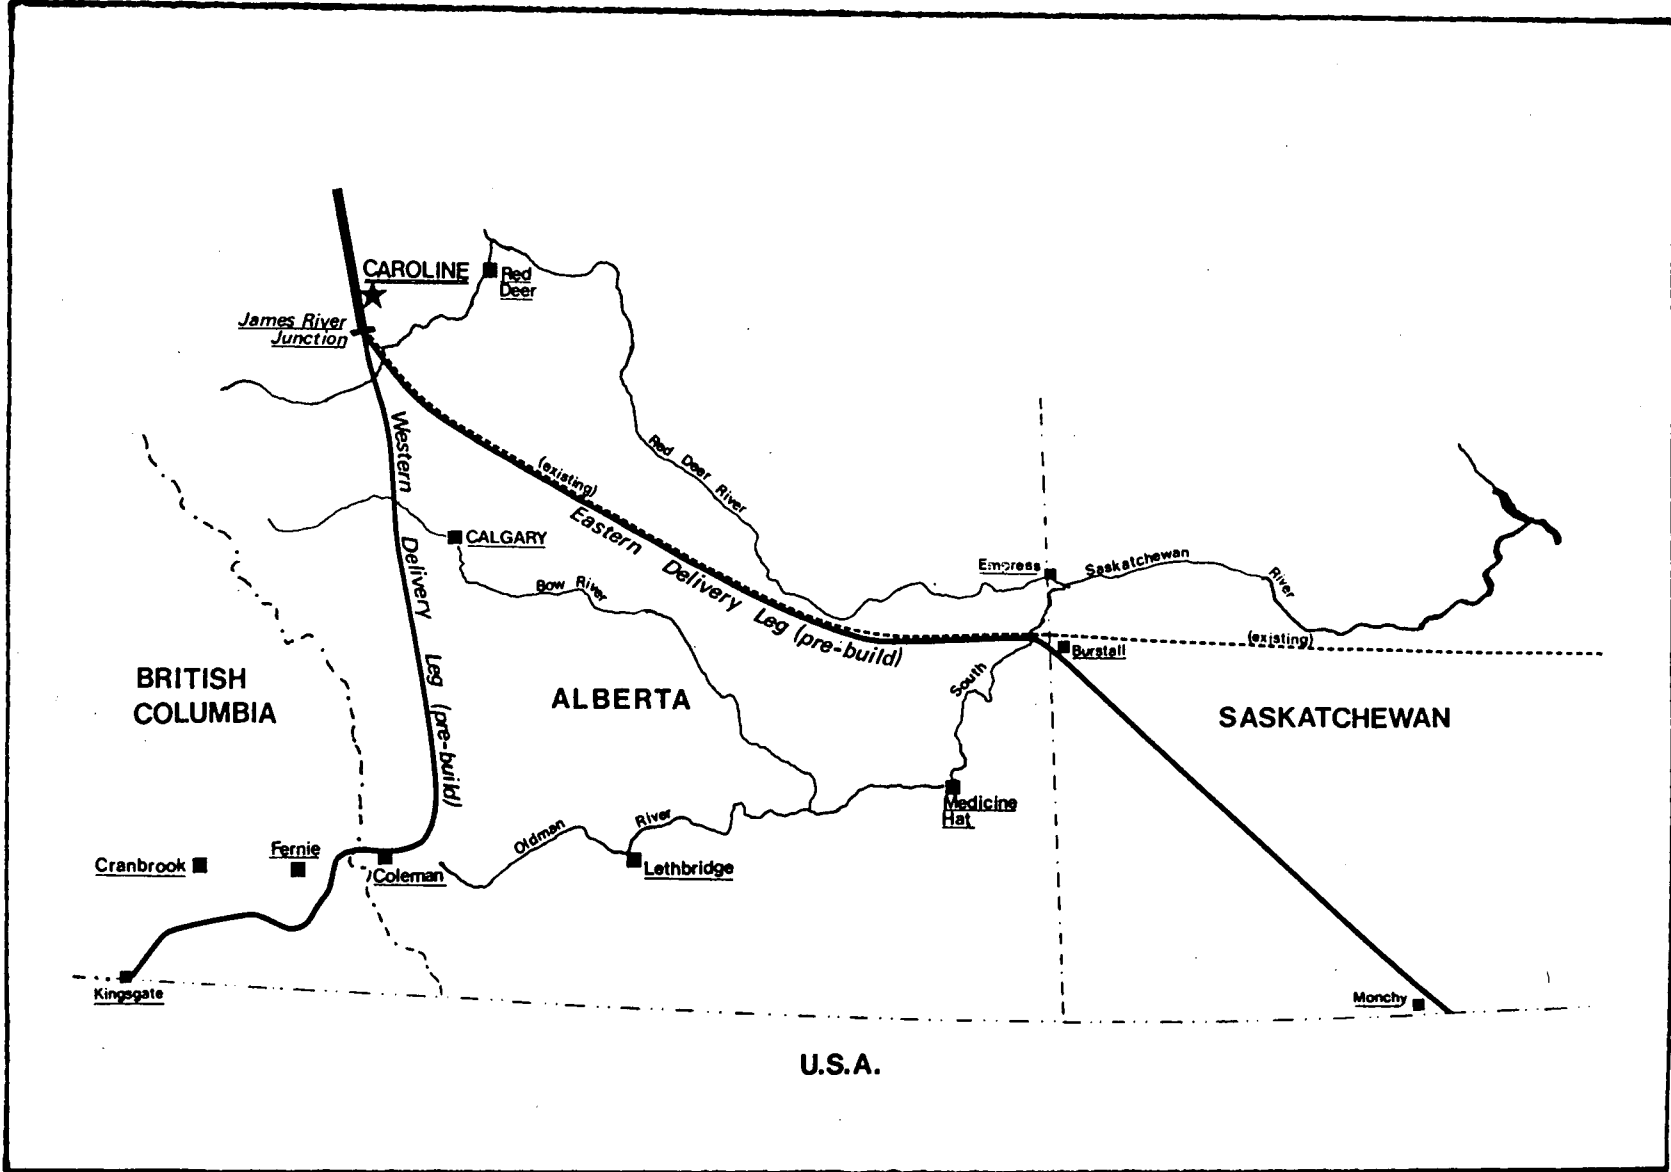 CAROLINE
Red
Deer
James River
Junction
Western Delivery Leg (pre-build)
(existing)
Eastern Delivery Leg (pre-build)
Red Deer River
CALGARY
Bow River
Empress
Saskatchewan
River
(existing)
Burstall
South
BRITISH
COLUMBIA
ALBERTA
SASKATCHEWAN
Medicine
Hat
Oldman
River
Lethbridge
Cranbrook
Fernie
Coleman
Kingsgate
Monchy
U.S.A.